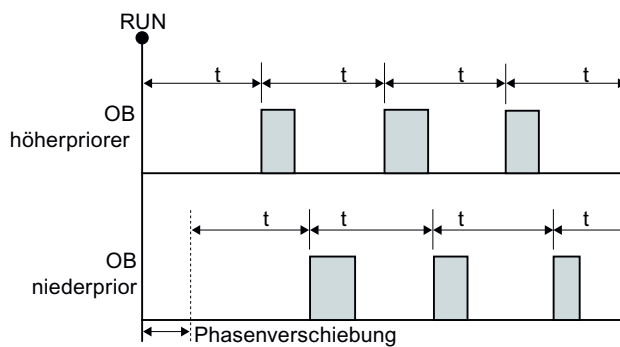 RUN
t t t t
OB
höherpriorer
t t t t
OB
niederprior
Phasenverschiebung